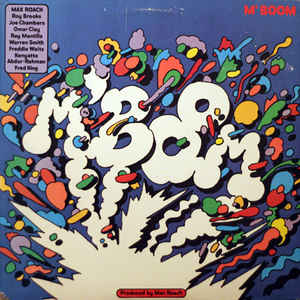 MAX ROACH
Roy Brooks
Joe Chambers
Omar Clay
Ray Mantilla
Warren Smith
Freddie Waits
Kenyatte
Abdur-Rahman
Fred King
M'BOOM
M'BOOM
Produced by Max Roach